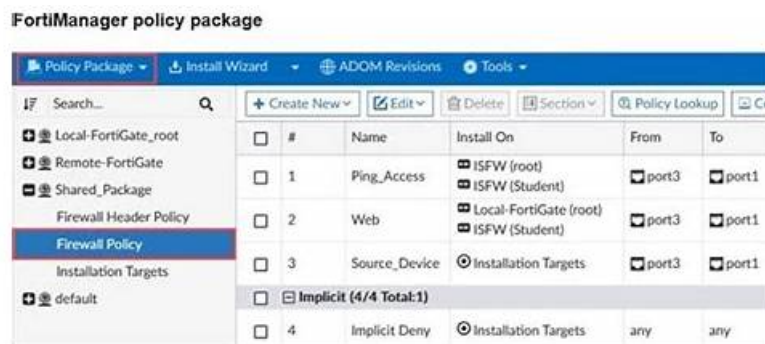 FortiManager policy package
Policy Package Install Wizard ADOM Revisions Tools
Search... + Create New Edit Delete Section Policy Lookup
Local-FortiGate_root
Remote-FortiGate
Shared_Package
Firewall Header Policy
Firewall Policy
Installation Targets
default
# Name Install On From To
1 Ping_Access ISFW (root) port3 port1
ISFW (Student)
2 Web Local-FortiGate (root) port3 port1
ISFW (Student)
3 Source_Device Installation Targets port3 port1
Implicit (4/4 Total:1)
4 Implicit Deny Installation Targets any any